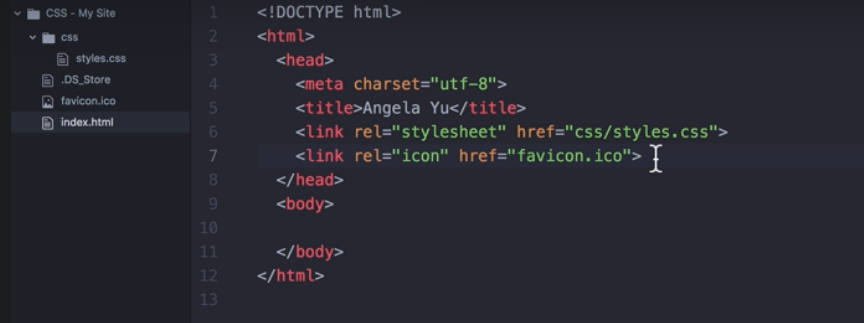 CSS - My Site
css
styles.css
.DS_Store
favicon.ico
index.html
1 <!DOCTYPE html>
2 <html>
3 <head>
4 <meta charset="utf-8">
5 <title>Angela Yu</title>
6 <link rel="stylesheet" href="css/styles.css">
7 <link rel="icon" href="favicon.ico">
8 </head>
9 <body>
10
11 </body>
12 </html>
13